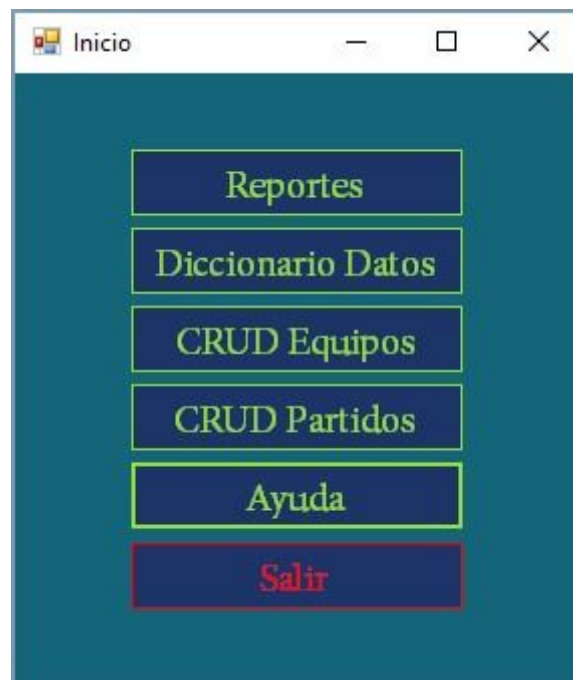 Inicio
Reportes
Diccionario Datos
CRUD Equipos
CRUD Partidos
Ayuda
Salir